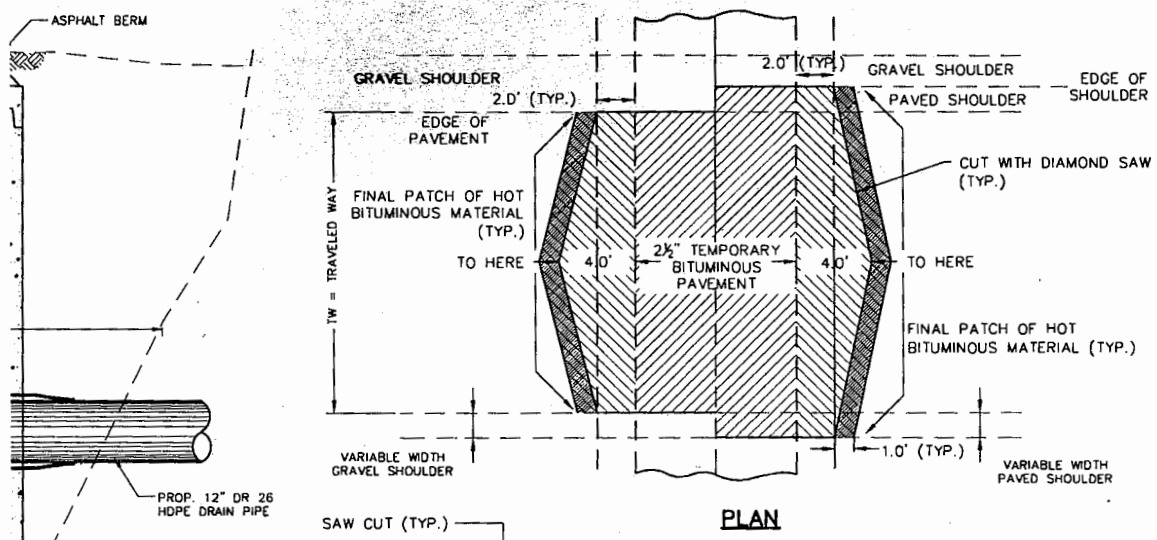 ASPHALT BERM
GRAVEL SHOULDER
2.0' (TYP.)
EDGE OF
PAVEMENT
2.0' (TYP.)
GRAVEL SHOULDER
PAVED SHOULDER
EDGE OF
SHOULDER
CUT WITH DIAMOND SAW
(TYP.)
TW = TRAVELED WAY
FINAL PATCH OF HOT
BITUMINOUS MATERIAL
(TYP.)
TO HERE
4.0'
2½" TEMPORARY
BITUMINOUS
PAVEMENT
4.0'
TO HERE
FINAL PATCH OF HOT
BITUMINOUS MATERIAL (TYP.)
VARIABLE WIDTH
GRAVEL SHOULDER
1.0' (TYP.)
VARIABLE WIDTH
PAVED SHOULDER
PROP. 12" DR 26
HDPE DRAIN PIPE
SAW CUT (TYP.)
PLAN